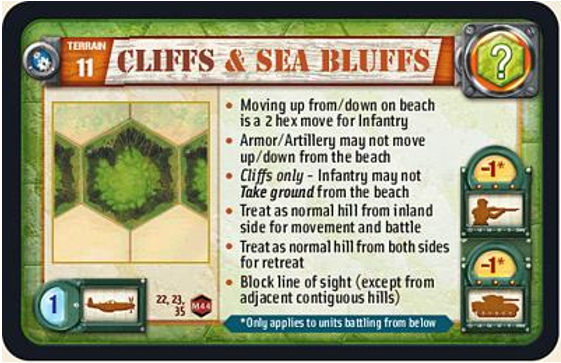 TERRAIN
11
CLIFFS & SEA BLUFFS
?
• Moving up from/down on beach
is a 2 hex move for Infantry
• Armor/Artillery may not move
up/down from the beach
• Cliffs only - Infantry may not
Take ground from the beach
• Treat as normal hill from inland
side for movement and battle
• Treat as normal hill from both sides
for retreat
• Block line of sight (except from
adjacent contiguous hills)
-1*
-1*
1
22, 23,
35
M44
*Only applies to units battling from below